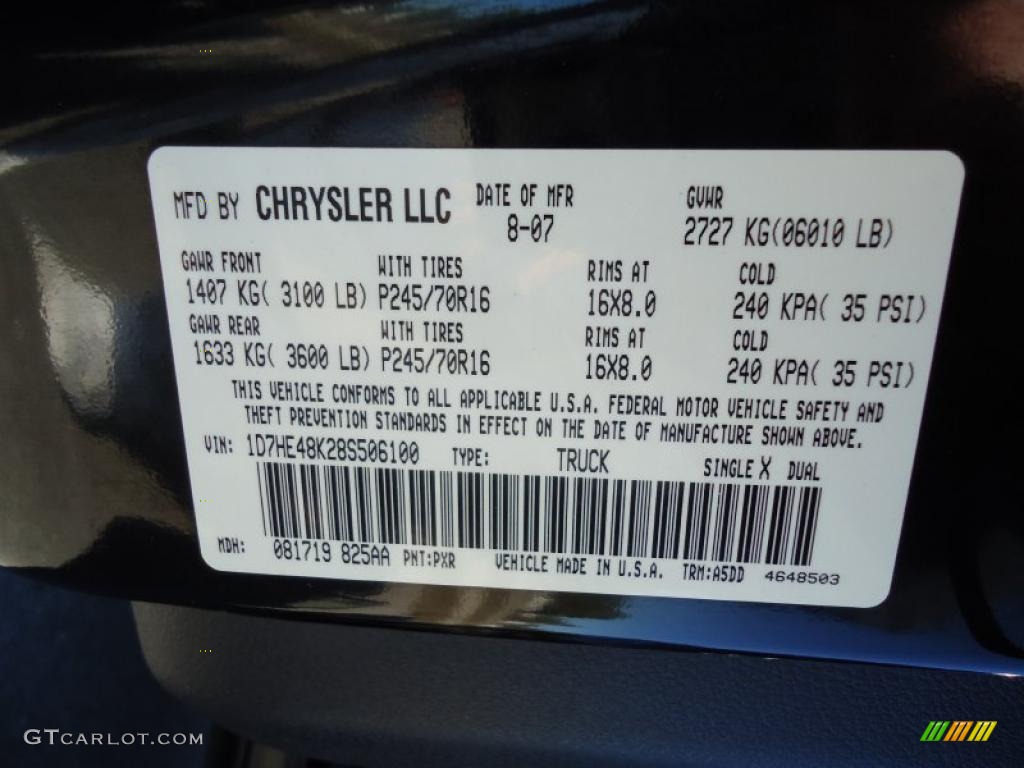 MFD BY CHRYSLER LLC DATE OF MFR GVWR
8-07 2727 KG(06010 LB)
GAWR FRONT WITH TIRES RIMS AT COLD
1407 KG( 3100 LB) P245/70R16 16X8.0 240 KPA( 35 PSI)
GAWR REAR WITH TIRES RIMS AT COLD
1633 KG( 3600 LB) P245/70R16 16X8.0 240 KPA( 35 PSI)
THIS VEHICLE CONFORMS TO ALL APPLICABLE U.S.A. FEDERAL MOTOR VEHICLE SAFETY AND
THEFT PREVENTION STANDARDS IN EFFECT ON THE DATE OF MANUFACTURE SHOWN ABOVE.
VIN: 1D7HE48K28S506100 TYPE: TRUCK SINGLE X DUAL
MDH: 081719 825AA PNT:PXR VEHICLE MADE IN U.S.A. TRM:A5DD 4648503
GTCARLOT.COM